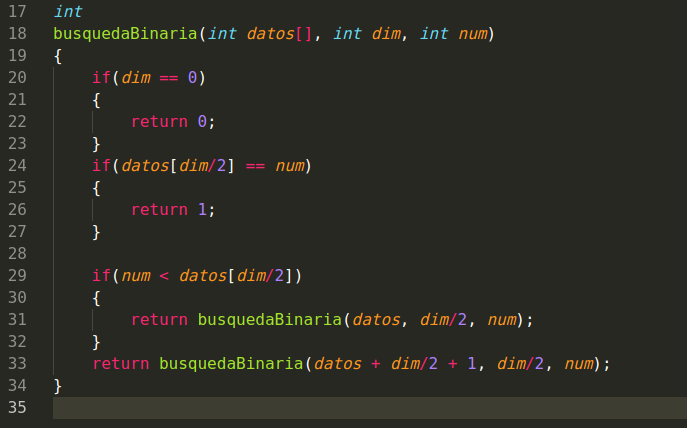 17 int
18 busquedaBinaria(int datos[], int dim, int num)
19 {
20     if(dim == 0)
21     {
22         return 0;
23     }
24     if(datos[dim/2] == num)
25     {
26         return 1;
27     }
28
29     if(num < datos[dim/2])
30     {
31         return busquedaBinaria(datos, dim/2, num);
32     }
33     return busquedaBinaria(datos + dim/2 + 1, dim/2, num);
34 }
35